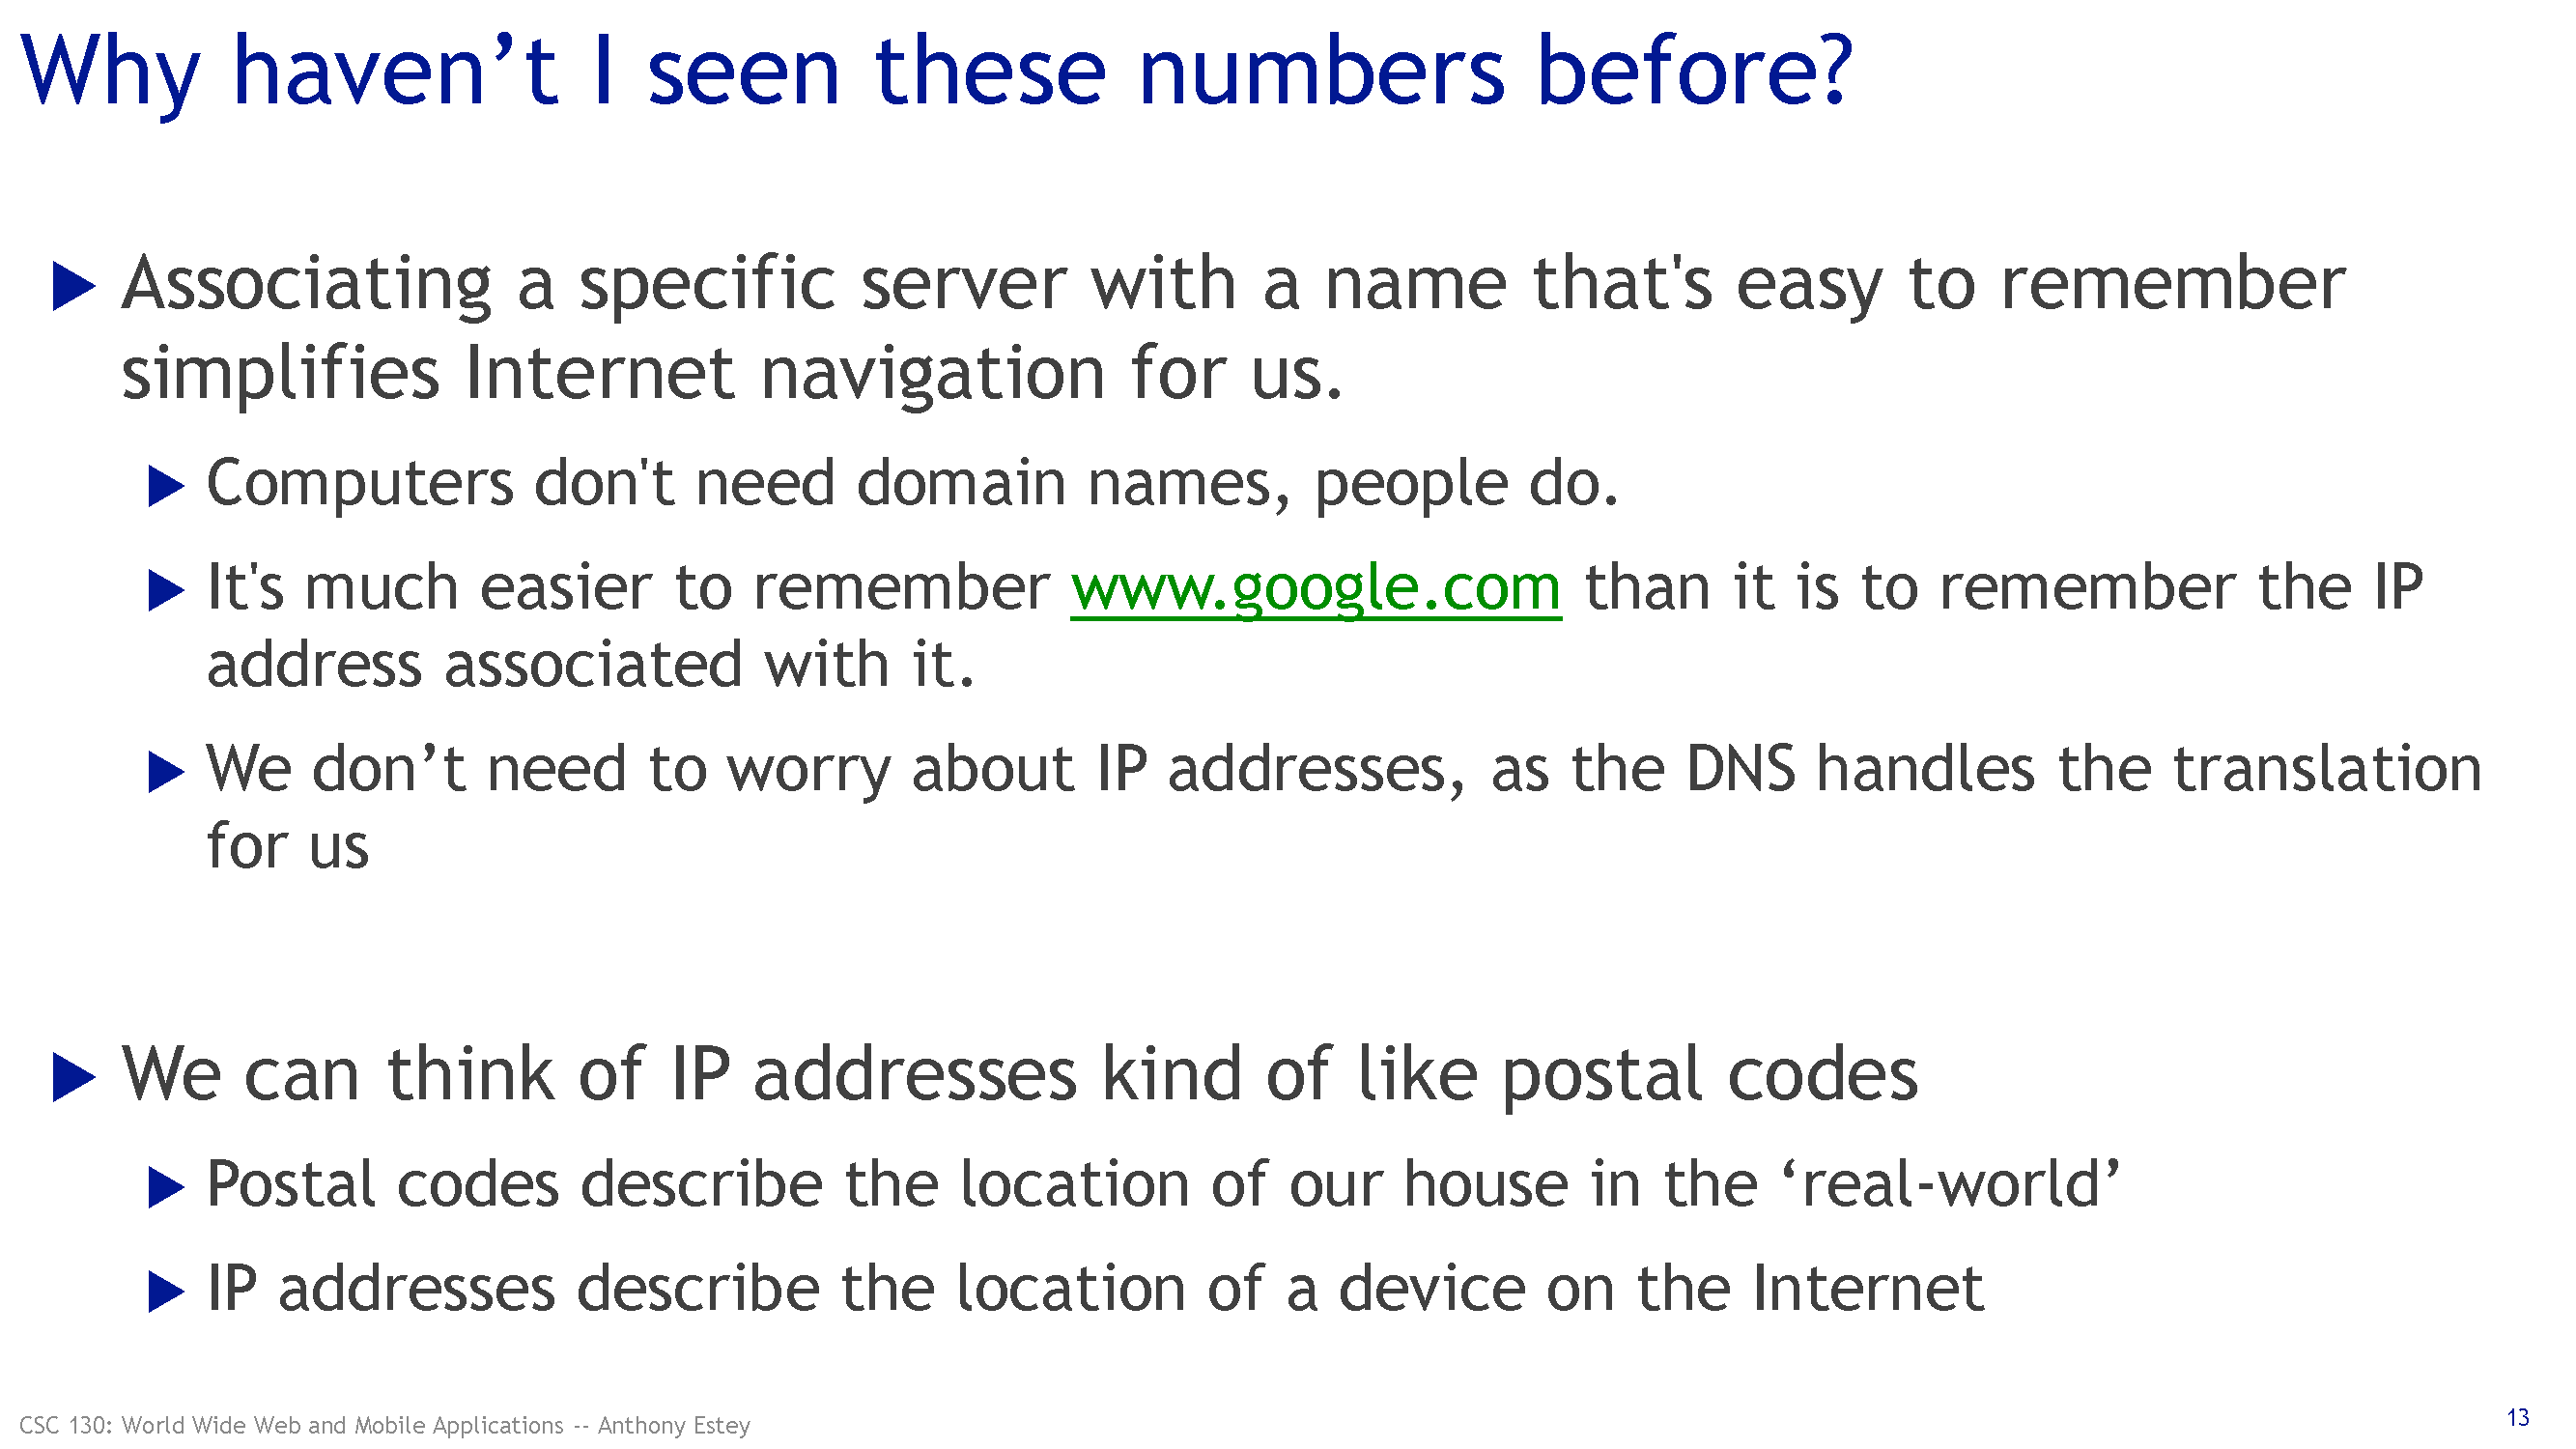 Why haven’t I seen these numbers before?
▶ Associating a specific server with a name that's easy to remember
simplifies Internet navigation for us.
▶ Computers don't need domain names, people do.
▶ It's much easier to remember www.google.com than it is to remember the IP
address associated with it.
▶ We don’t need to worry about IP addresses, as the DNS handles the translation
for us
▶ We can think of IP addresses kind of like postal codes
▶ Postal codes describe the location of our house in the ‘real-world’
▶ IP addresses describe the location of a device on the Internet
CSC 130: World Wide Web and Mobile Applications -- Anthony Estey
13